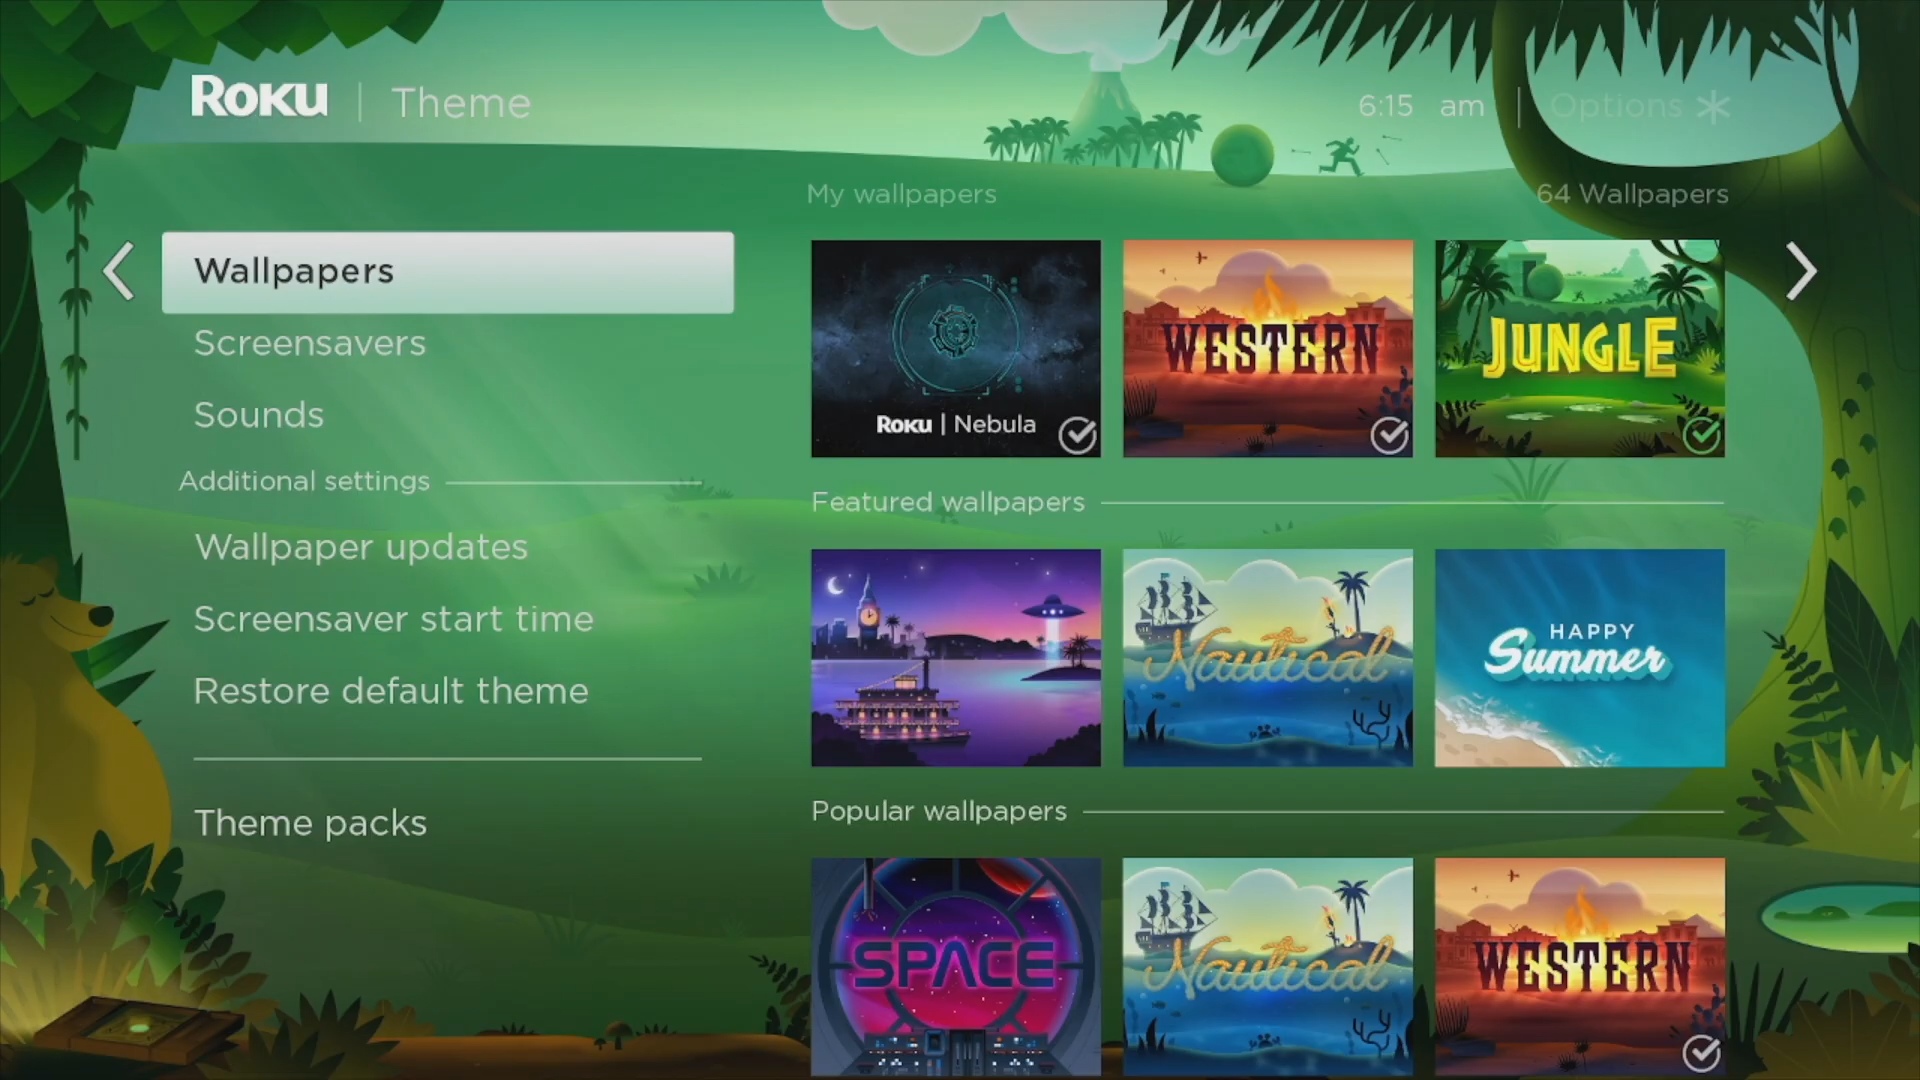 Roku | Theme
6:15 am | Options
My wallpapers
64 Wallpapers
Wallpapers
Screensavers
Sounds
Additional settings
Wallpaper updates
Screensaver start time
Restore default theme
Theme packs
Roku | Nebula
WESTERN
JUNGLE
Featured wallpapers
Nautical
HAPPY
Summer
Popular wallpapers
SPACE
Nautical
WESTERN